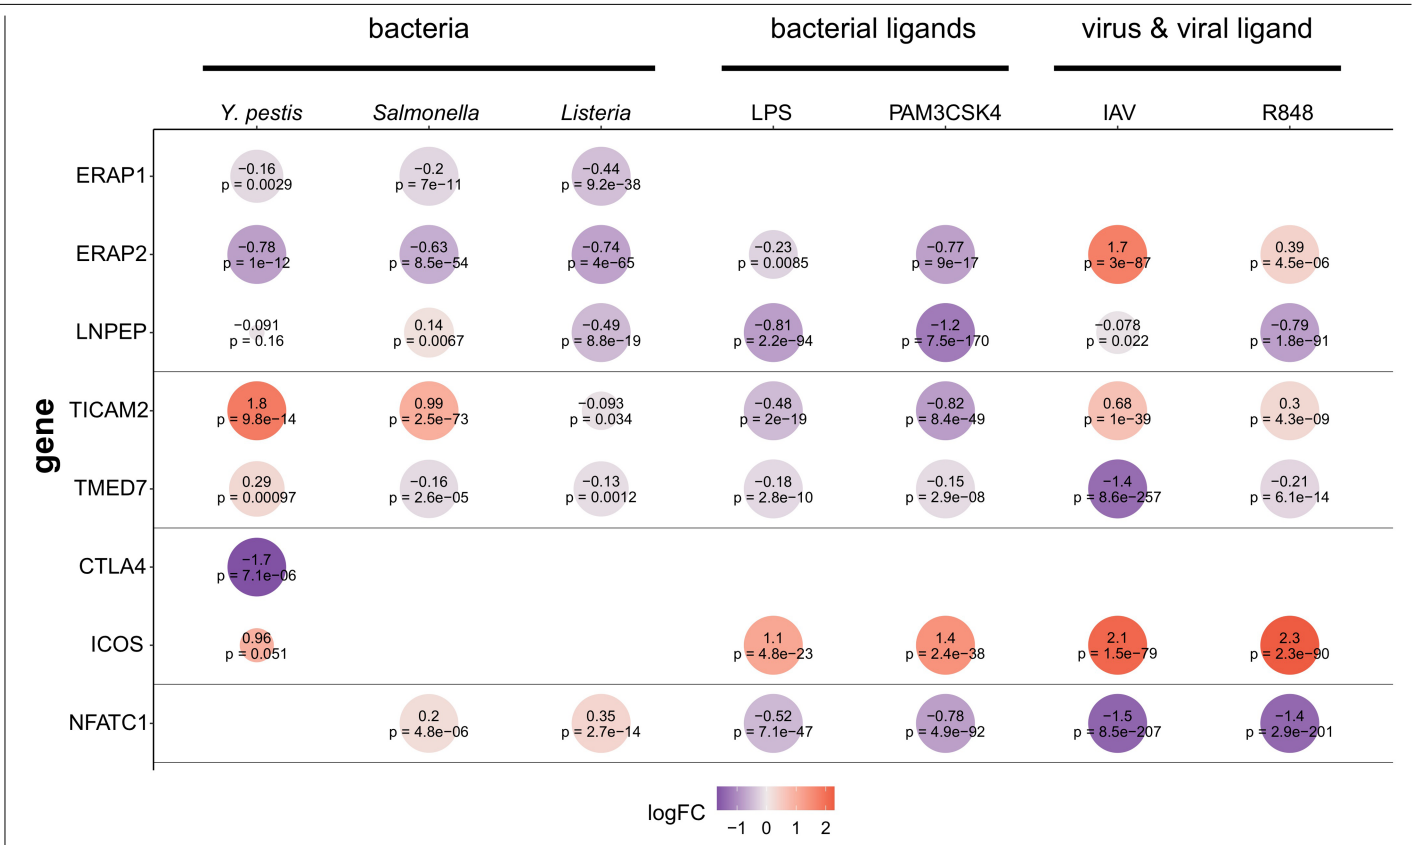 bacteria bacterial ligands virus & viral ligand
Y. pestis Salmonella Listeria LPS PAM3CSK4 IAV R848
gene
ERAP1 −0.16 −0.2 −0.44
p = 0.0029 p = 7e−11 p = 9.2e−38
ERAP2 −0.78 −0.63 −0.74 −0.23 −0.77 1.7 0.39
p = 1e−12 p = 8.5e−54 p = 4e−65 p = 0.0085 p = 9e−17 p = 3e−87 p = 4.5e−06
LNPEP −0.091 0.14 −0.49 −0.81 −1.2 −0.078 −0.79
p = 0.16 p = 0.0067 p = 8.8e−19 p = 2.2e−94 p = 7.5e−170 p = 0.022 p = 1.8e−91
TICAM2 1.8 0.99 −0.093 −0.48 −0.82 0.68 0.3
p = 9.8e−14 p = 2.5e−73 p = 0.034 p = 2e−19 p = 8.4e−49 p = 1e−39 p = 4.3e−09
TMED7 0.29 −0.16 −0.13 −0.18 −0.15 −1.4 −0.21
p = 0.00097 p = 2.6e−05 p = 0.0012 p = 2.8e−10 p = 2.9e−08 p = 8.6e−257 p = 6.1e−14
CTLA4 −1.7
p = 7.1e−06
ICOS 0.96 1.1 1.4 2.1 2.3
p = 0.051 p = 4.8e−23 p = 2.4e−38 p = 1.5e−79 p = 2.3e−90
NFATC1 0.2 0.35 −0.52 −0.78 −1.5 −1.4
p = 4.8e−06 p = 2.7e−14 p = 7.1e−47 p = 4.9e−92 p = 8.5e−207 p = 2.9e−201
logFC
−1 0 1 2